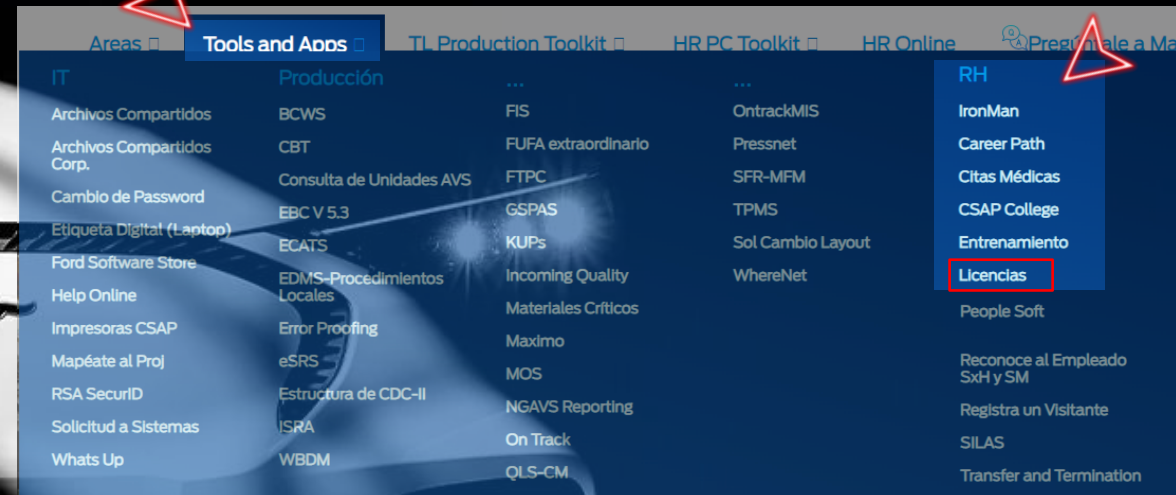 Areas
Tools and Apps
TL Production Toolkit
HR PC Toolkit
HR Online
Pregúntale a Ma
IT
Archivos Compartidos
Archivos Compartidos
Corp.
Cambio de Password
Etiqueta Digital (Laptop)
Ford Software Store
Help Online
Impresoras CSAP
Mapéate al Proj
RSA SecurID
Solicitud a Sistemas
Whats Up
Producción
BCWS
CBT
Consulta de Unidades AVS
EBC V 5.3
ECATS
EDMS-Procedimientos
Locales
Error Proofing
eSRS
Estructura de CDC-II
ISRA
WBDM
...
FIS
FUFA extraordinario
FTPC
GSPAS
KUPs
Incoming Quality
Materiales Críticos
Maximo
MOS
NGAVS Reporting
On Track
QLS-CM
...
OntrackMIS
Pressnet
SFR-MFM
TPMS
Sol Cambio Layout
WhereNet
RH
IronMan
Career Path
Citas Médicas
CSAP College
Entrenamiento
Licencias
People Soft
Reconoce al Empleado
SxH y SM
Registra un Visitante
SILAS
Transfer and Termination